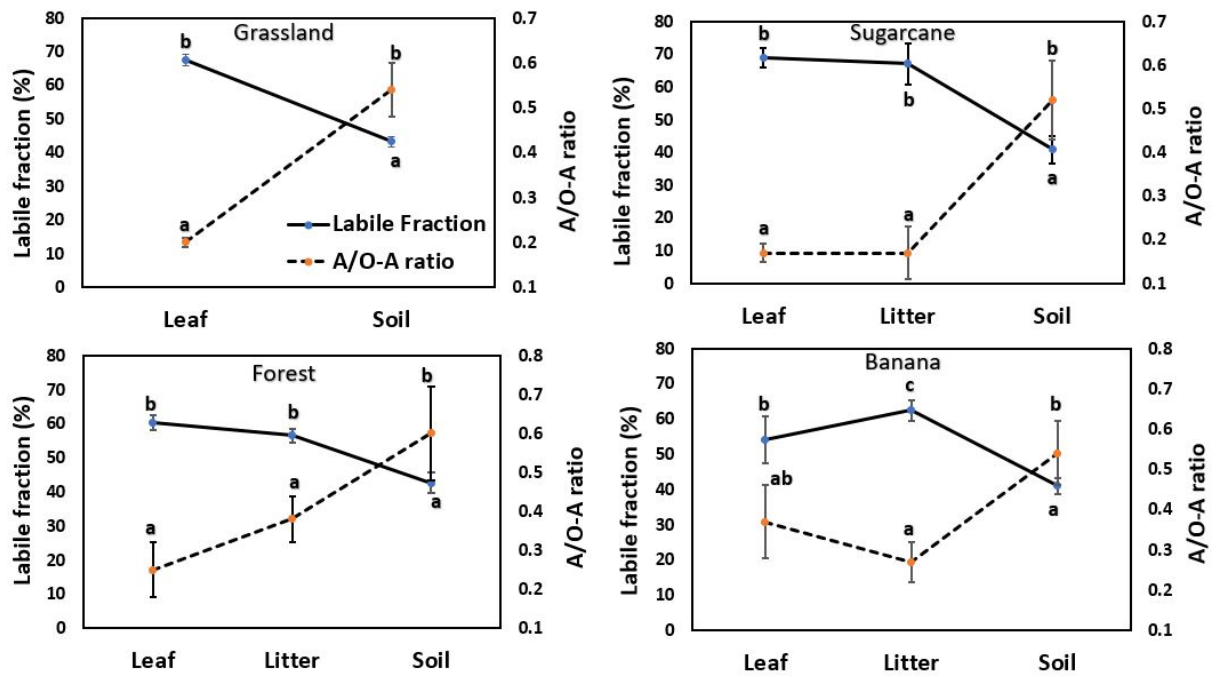 Grassland
Labile fraction (%)
80
70
60
50
40
30
20
10
0
b
a
b
a
Labile Fraction
A/O-A ratio
0.7
0.6
0.5
0.4
0.3
0.2
0.1
A/O-A ratio
Leaf Soil
Sugarcane
Labile fraction (%)
80
70
60
50
40
30
20
10
0
b
b
a
a
a
b
0.7
0.6
0.5
0.4
0.3
0.2
0.1
A/O-A ratio
Leaf Litter Soil
Forest
Labile fraction (%)
80
70
60
50
40
30
20
10
0
b
b
a
a
a
b
0.8
0.7
0.6
0.5
0.4
0.3
0.2
0.1
A/O-A ratio
Leaf Litter Soil
Banana
Labile fraction (%)
80
70
60
50
40
30
20
10
0
b
c
a
ab
a
b
0.8
0.7
0.6
0.5
0.4
0.3
0.2
0.1
A/O-A ratio
Leaf Litter Soil